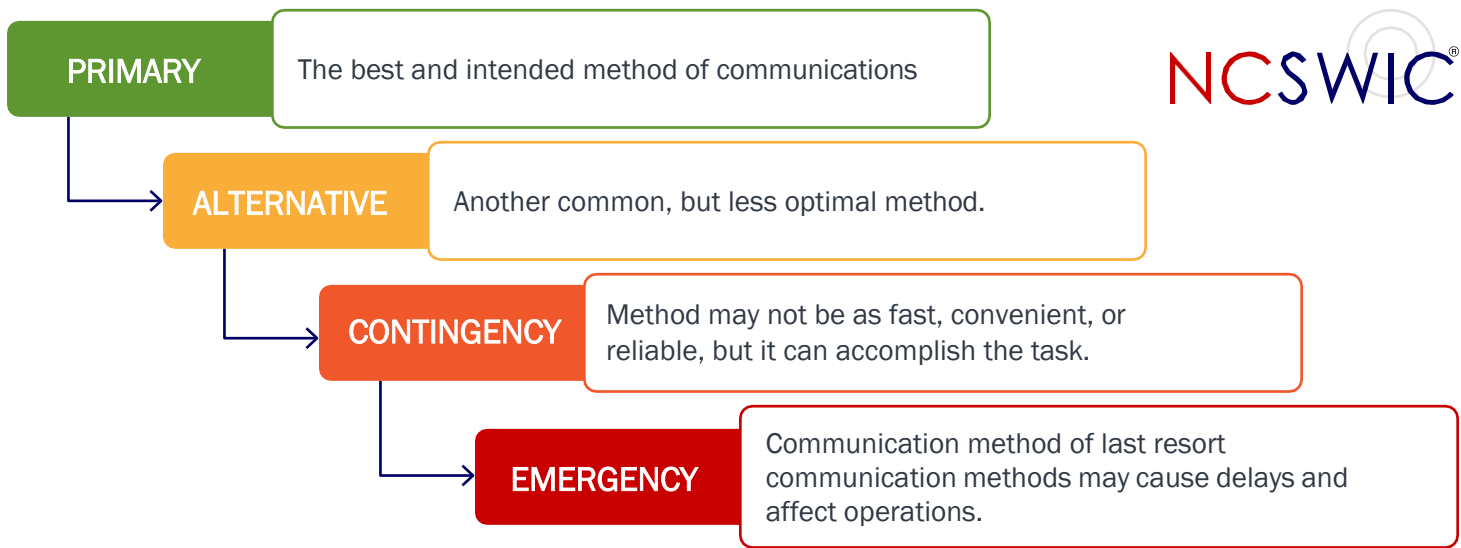 PRIMARY
The best and intended method of communications
NCSWIC®
ALTERNATIVE
Another common, but less optimal method.
CONTINGENCY
Method may not be as fast, convenient, or
reliable, but it can accomplish the task.
EMERGENCY
Communication method of last resort
communication methods may cause delays and
affect operations.